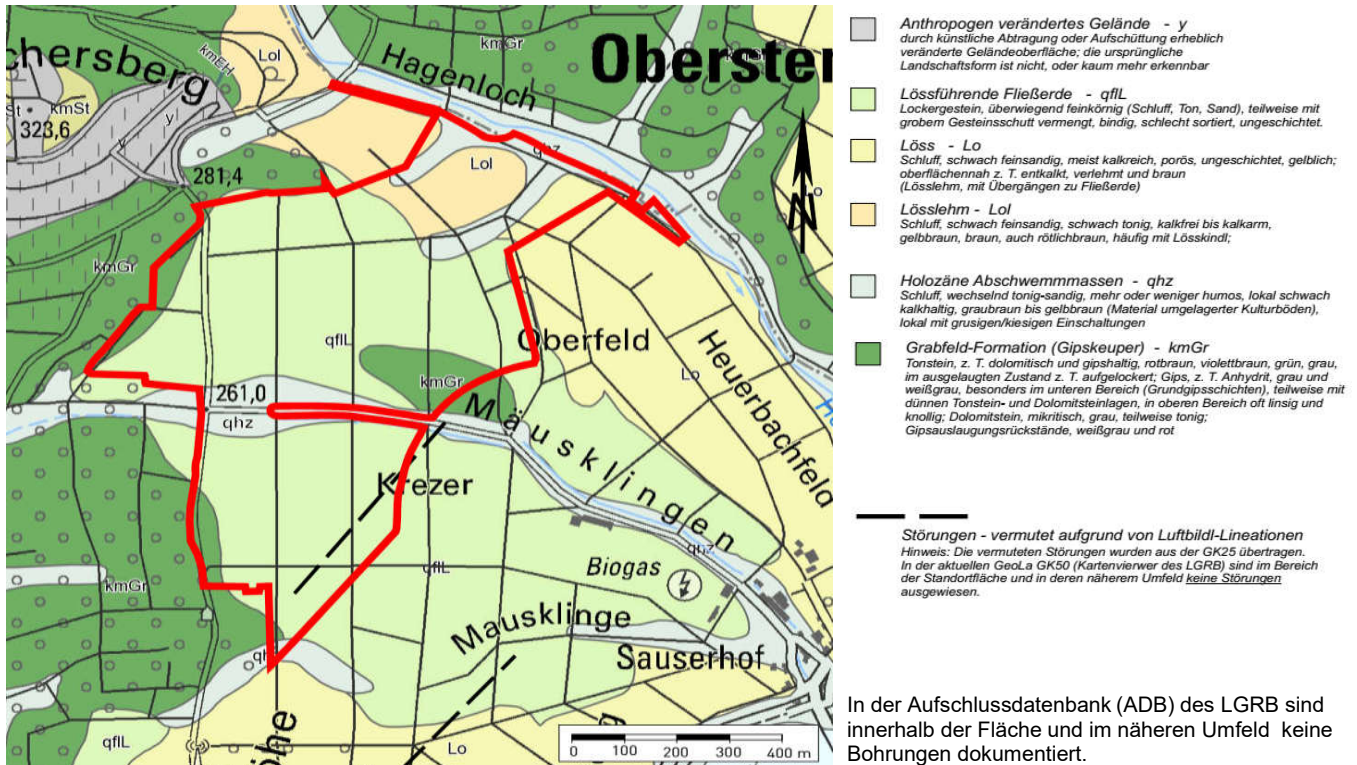 chersberg
kmEH
Lol
kmGr
Hagenloch
Oberster
kmGr
St
kmSt
323,6
y
y
281,4
Lol
qhz
N
kmGr
qflL
Oberfeld
Heuerbachfeld
Lo
kmGr
261,0
qhz
Mäusklingen
Krezer
qflL
qhz
Biogas
kmGr
Mausklinge
Sauserhof
qflL
Lo
0 100 200 300 400 m
Anthropogen verändertes Gelände - y
durch künstliche Abtragung oder Aufschüttung erheblich
veränderte Geländeoberfläche; die ursprüngliche
Landschaftsform ist nicht, oder kaum mehr erkennbar
Lössführende Fließerde - qflL
Lockergestein, überwiegend feinkörnig (Schluff, Ton, Sand), teilweise mit
grobem Gesteinsschutt vermengt, bindig, schlecht sortiert, ungeschichtet.
Löss - Lo
Schluff, schwach feinsandig, meist kalkreich, porös, ungeschichtet, gelblich;
oberflächennah z. T. entkalkt, verlehmt und braun
(Lösslehm, mit Übergängen zu Fließerde)
Lösslehm - Lol
Schluff, schwach feinsandig, schwach tonig, kalkfrei bis kalkarm,
gelbbraun, braun, auch rötlichbraun, häufig mit Lösskindl;
Holozäne Abschwemmmassen - qhz
Schluff, wechselnd tonig-sandig, mehr oder weniger humos, lokal schwach
kalkhaltig, graubraun bis gelbbraun (Material umgelagerter Kulturböden),
lokal mit grusigen/kiesigen Einschaltungen
Grabfeld-Formation (Gipskeuper) - kmGr
Tonstein, z. T. dolomitisch und gipshaltig, rotbraun, violettbraun, grün, grau,
im ausgelaugten Zustand z. T. aufgelockert; Gips, z. T. Anhydrit, grau und
weißgrau, besonders im unteren Bereich (Grundgipsschichten), teilweise mit
dünnen Tonstein- und Dolomitsteinlagen, in oberen Bereich oft linsig und
knollig; Dolomitstein, mikritisch, grau, teilweise tonig;
Gipsauslaugungsrückstände, weißgrau und rot
Störungen - vermutet aufgrund von Luftbildl-Lineationen
Hinweis: Die vermuteten Störungen wurden aus der GK25 übertragen.
In der aktuellen GeoLa GK50 (Kartenvierwer des LGRB) sind im Bereich
der Standortfläche und in deren näherem Umfeld keine Störungen
ausgewiesen.
In der Aufschlussdatenbank (ADB) des LGRB sind
innerhalb der Fläche und im näheren Umfeld keine
Bohrungen dokumentiert.